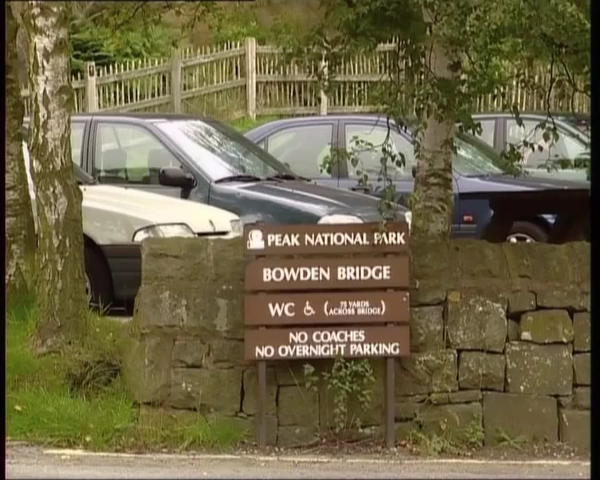 PEAK NATIONAL PARK
BOWDEN BRIDGE
WC (75 YARDS
ACROSS BRIDGE)
NO COACHES
NO OVERNIGHT PARKING